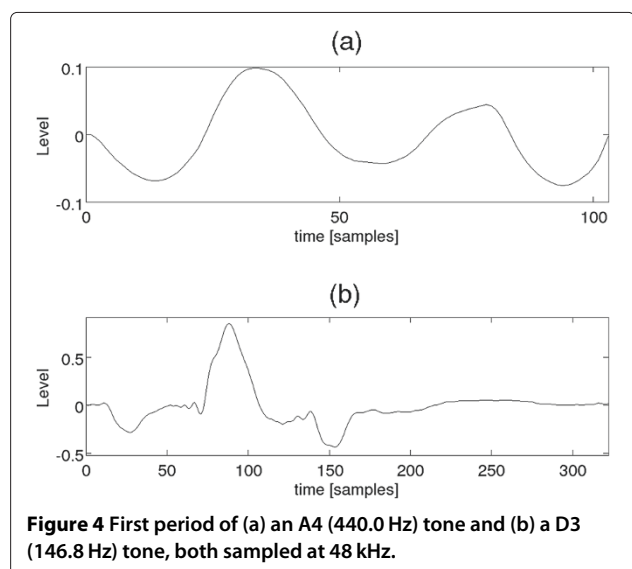 (a)
0.1
Level
0
-0.1
0 50 100
time [samples]
(b)
0.5
Level
0
-0.5
0 50 100 150 200 250 300
time [samples]
Figure 4 First period of (a) an A4 (440.0 Hz) tone and (b) a D3
(146.8 Hz) tone, both sampled at 48 kHz.